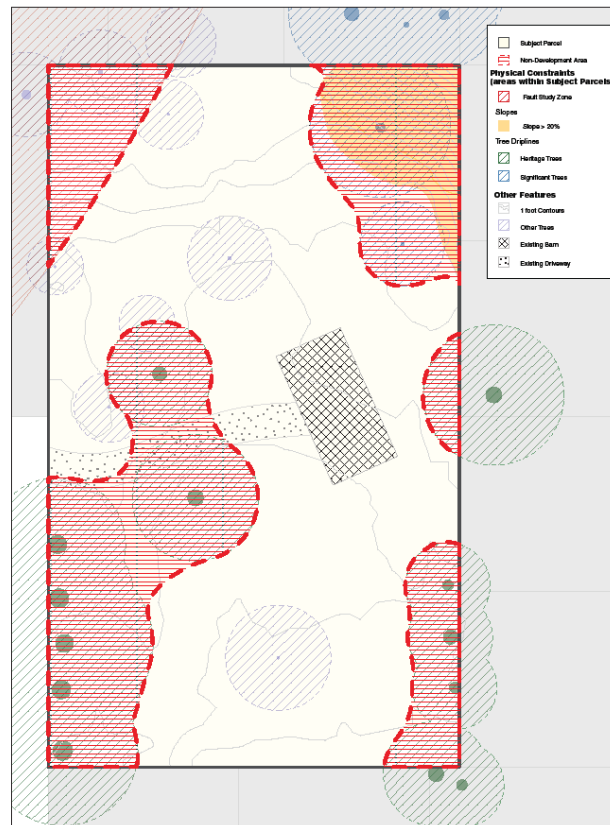 Subject Parcel
Non-Development Area
Physical Constraints
(areas within Subject Parcels
Fault Study Zone
Slopes
Slope > 20%
Tree Driplines
Heritage Trees
Significant Trees
Other Features
1 foot Contours
Other Trees
Existing Barn
Existing Driveway